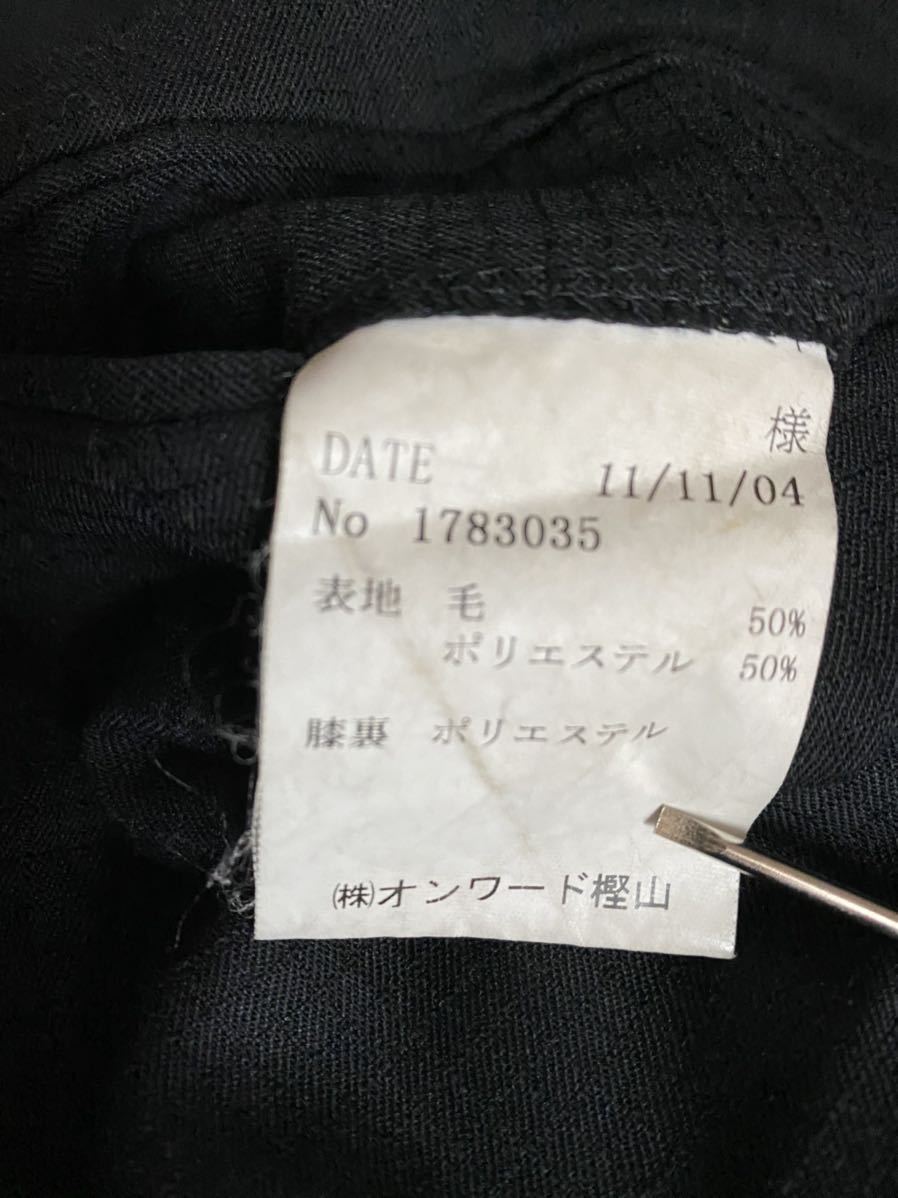 様
DATE 11/11/04
No 1783035
表地 毛 50%
ポリエステル 50%
膝裏 ポリエステル
㈱オンワード樫山